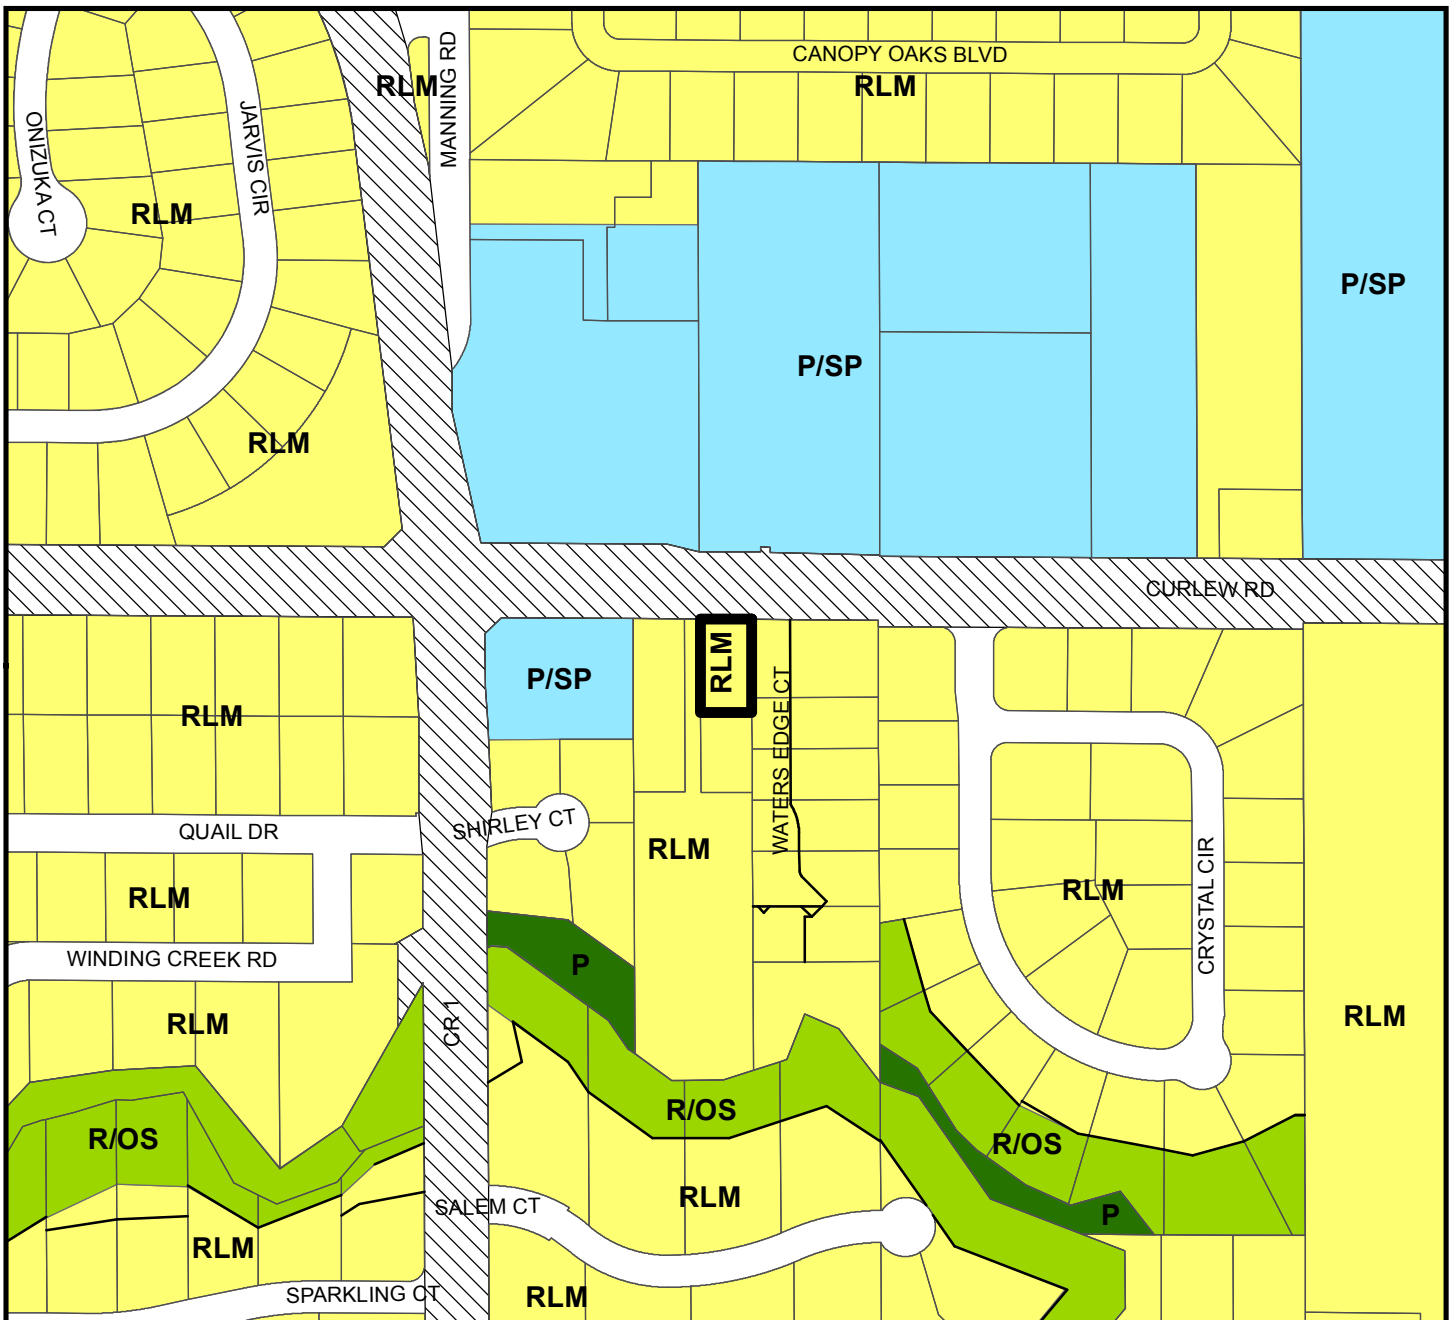 CANOPY OAKS BLVD
MANNING RD
RLM
RLM
ONIZUKA CT
JARVIS CIR
RLM
P/SP
P/SP
RLM
CURLEW RD
RLM
P/SP
WATERS EDGE CT
RLM
QUAIL DR
SHIRLEY CT
RLM
CRYSTAL CIR
RLM
RLM
WINDING CREEK RD
P
RLM
CR 1
RLM
R/OS
R/OS
R/OS
RLM
SALEM CT
P
RLM
SPARKLING CT
RLM